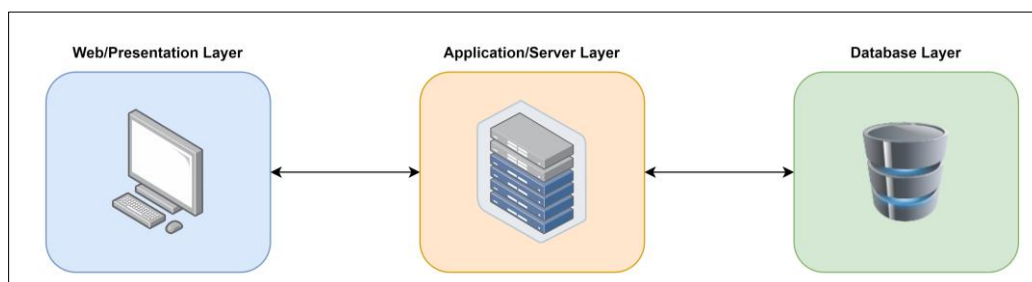 Web/Presentation Layer
Application/Server Layer
Database Layer